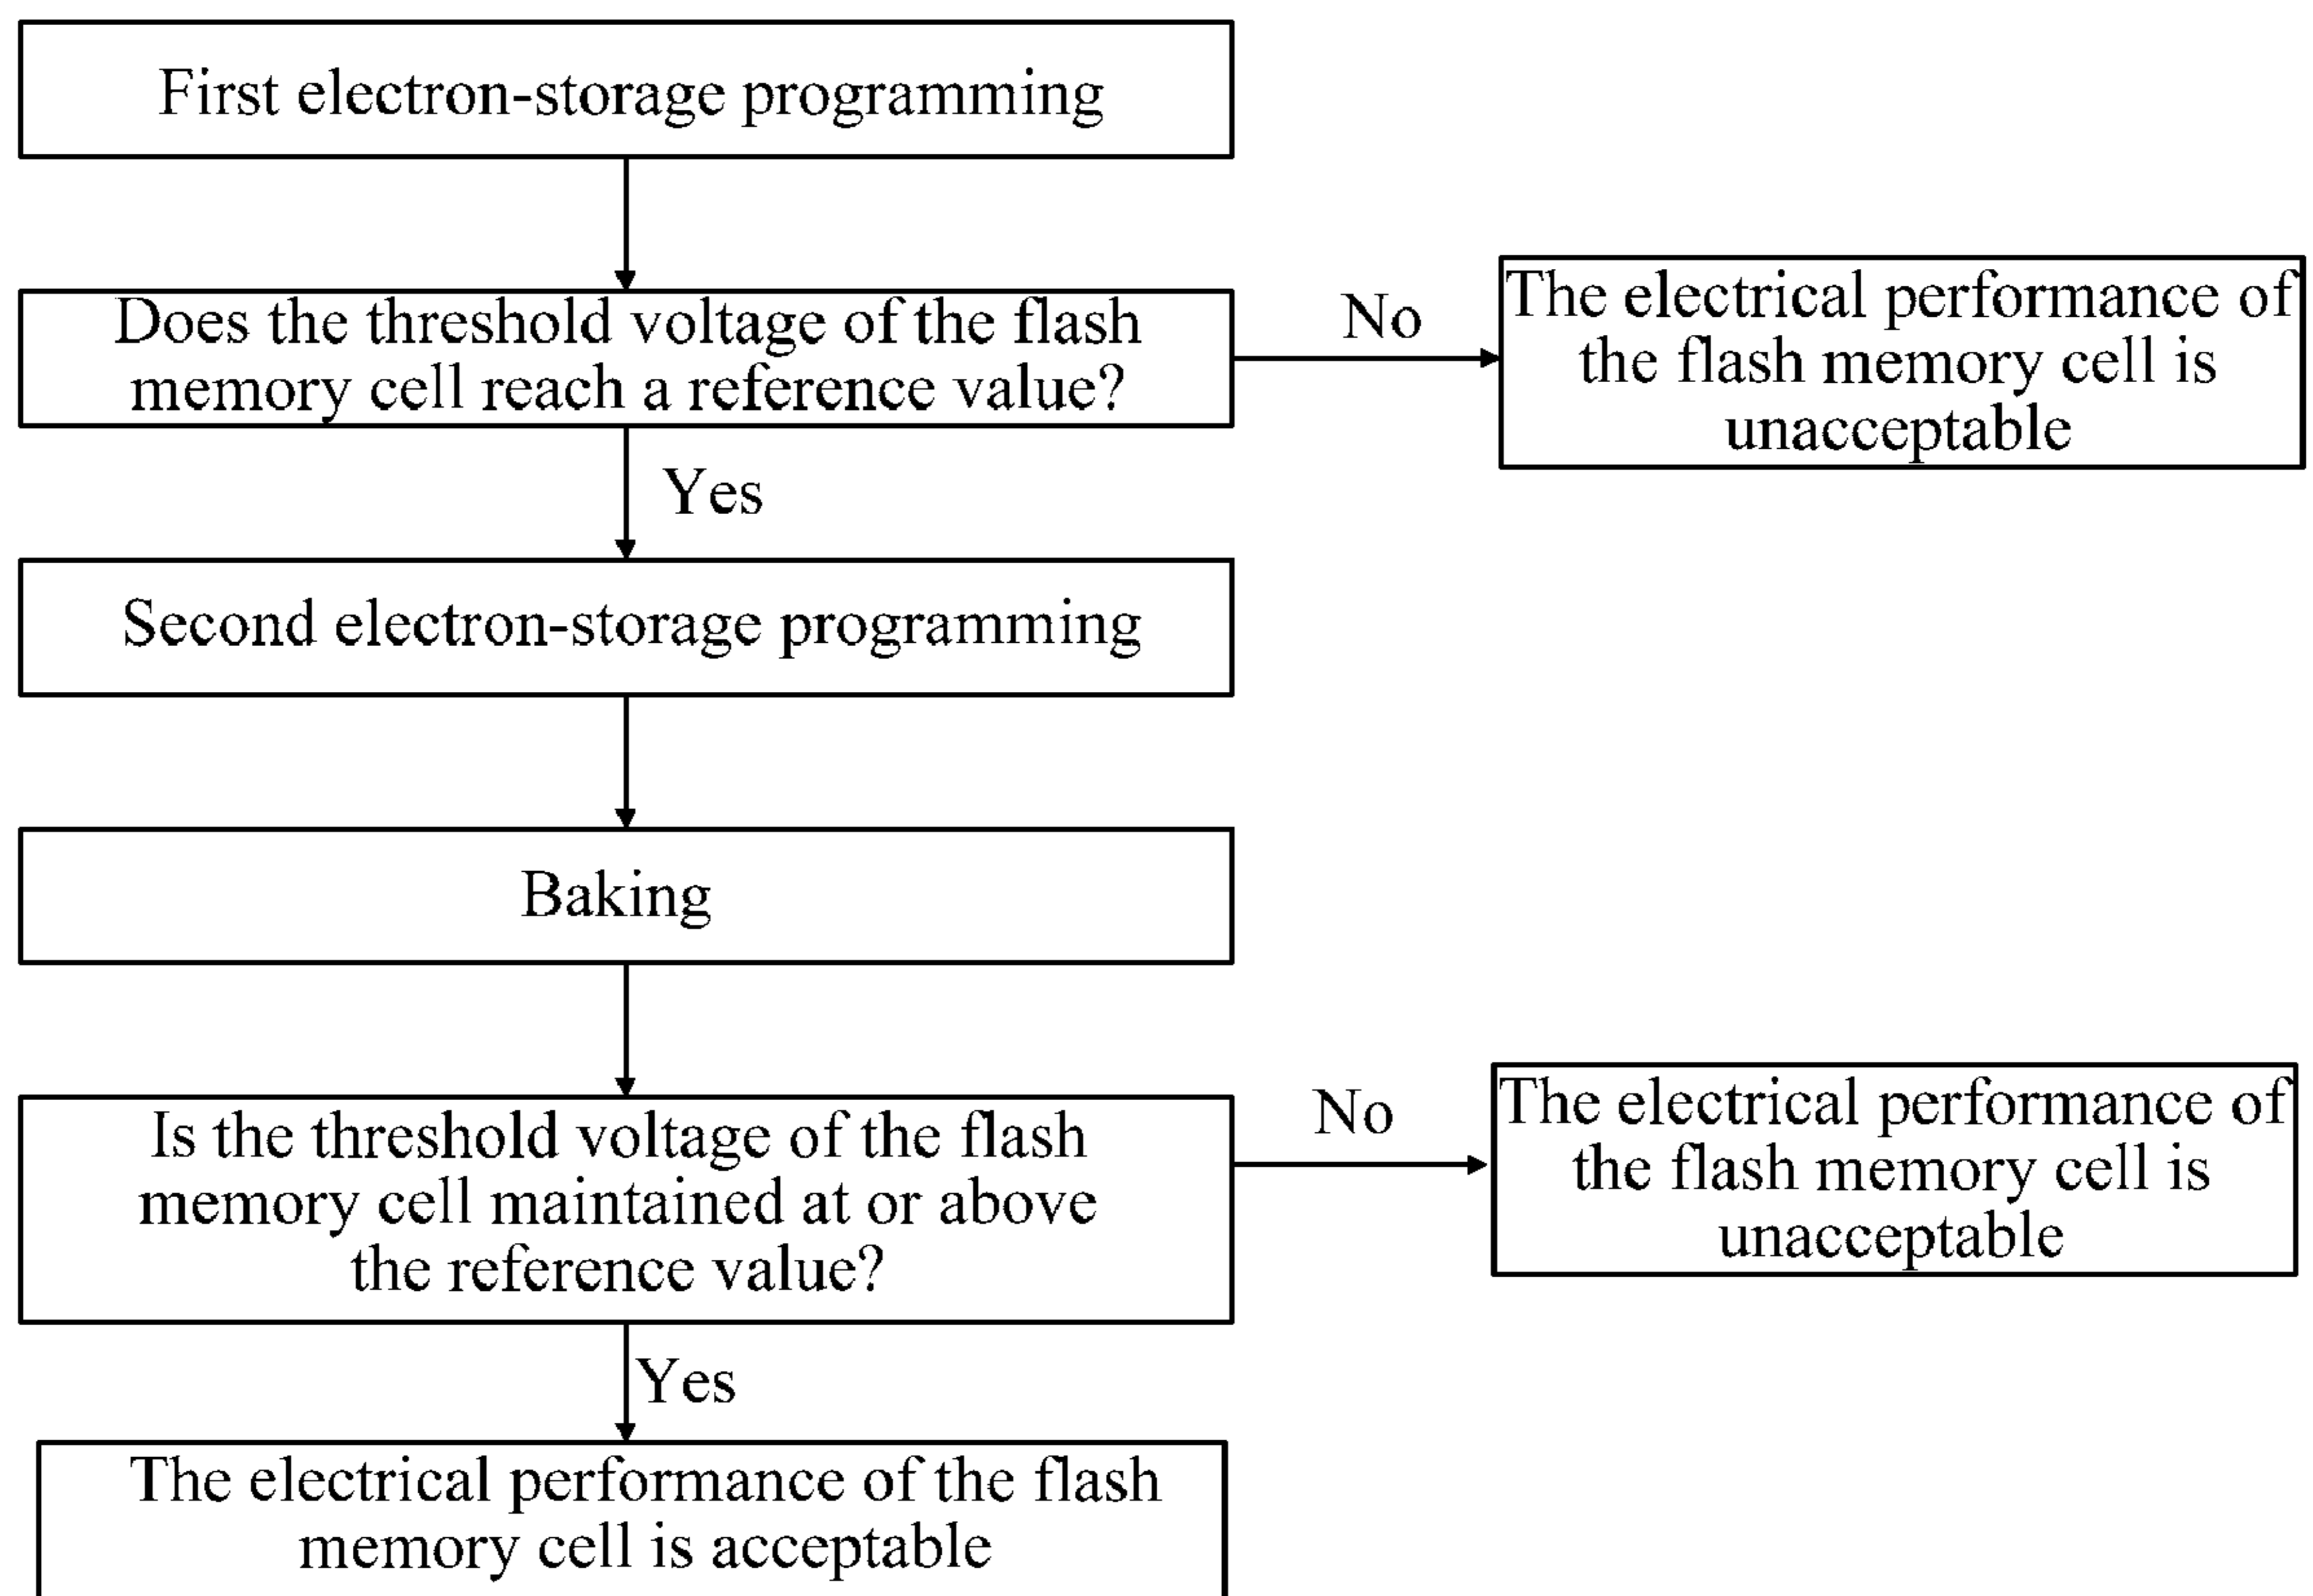 First electron-storage programming
Does the threshold voltage of the flash
memory cell reach a reference value?
No
The electrical performance of
the flash memory cell is
unacceptable
Yes
Second electron-storage programming
Baking
Is the threshold voltage of the flash
memory cell maintained at or above
the reference value?
No
The electrical performance of
the flash memory cell is
unacceptable
Yes
The electrical performance of the flash
memory cell is acceptable